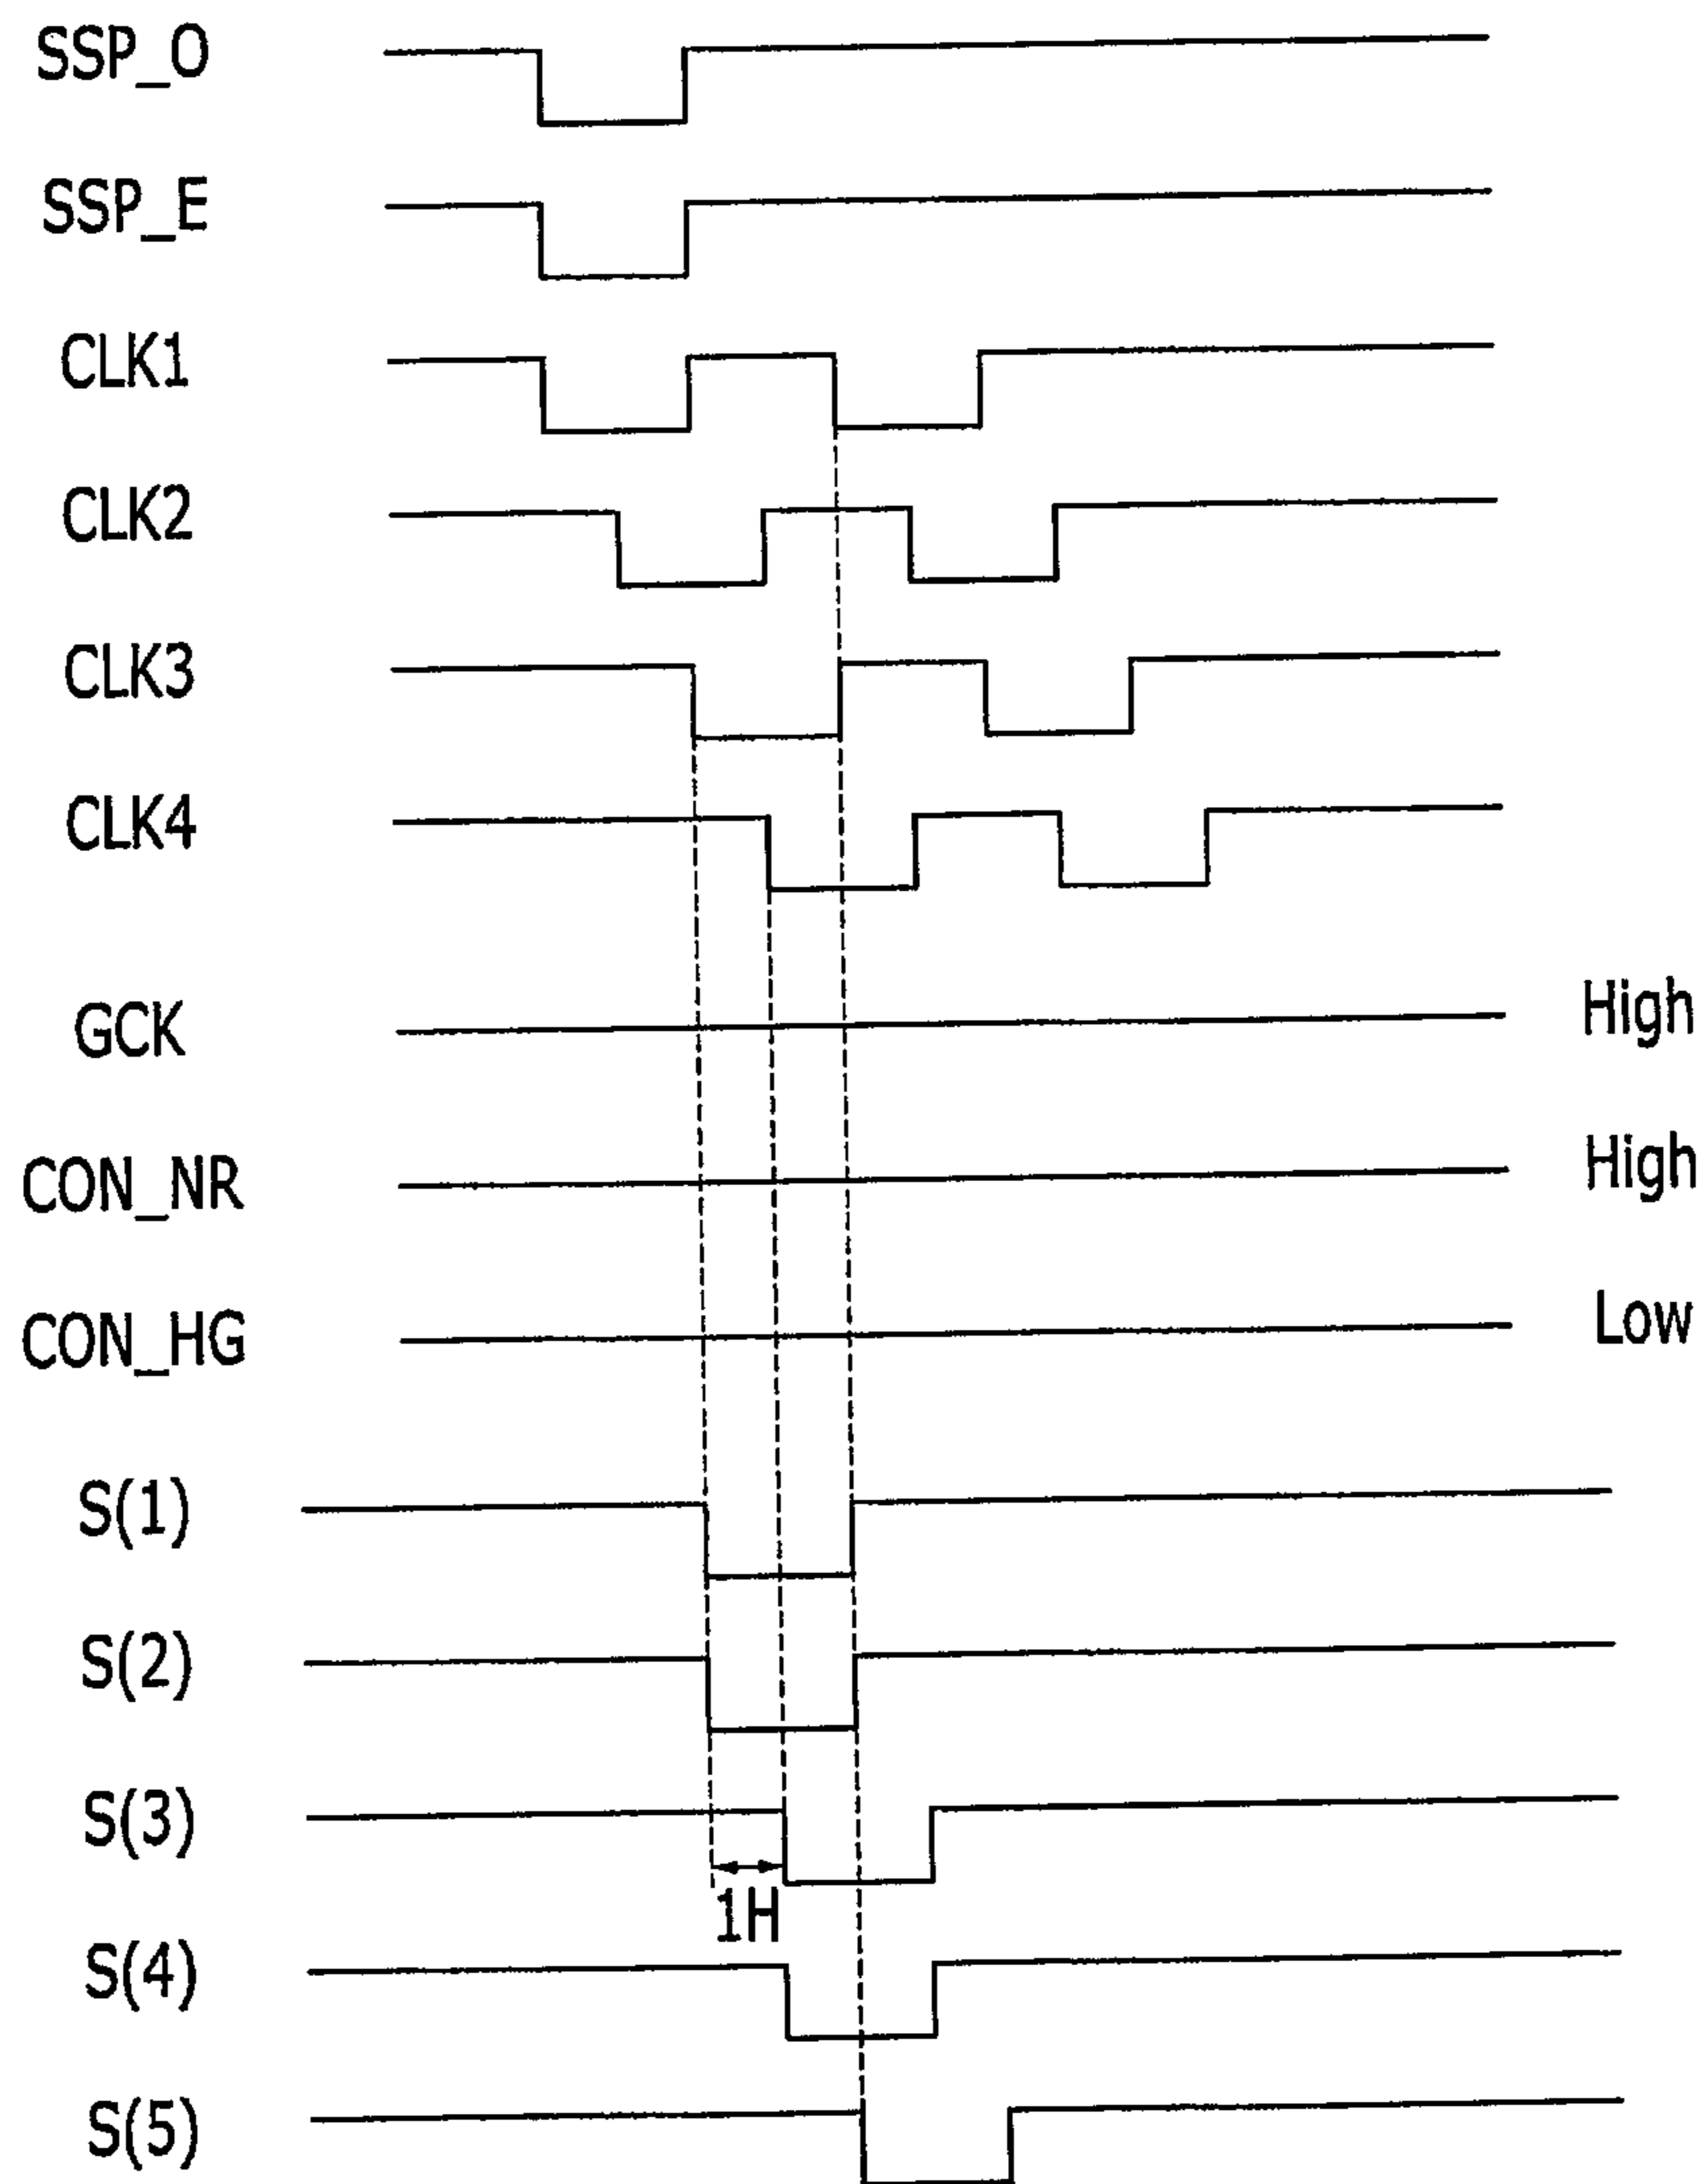 SSP_O
SSP_E
CLK1
CLK2
CLK3
CLK4
GCK High
CON_NR High
CON_HG Low
S(1)
S(2)
S(3)
1H
S(4)
S(5)